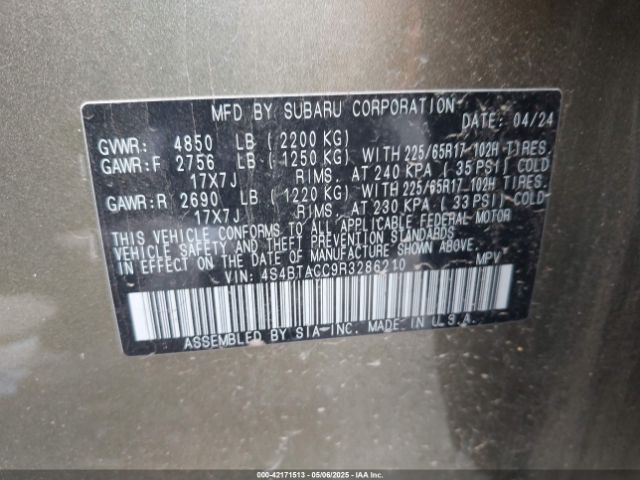 MFD BY SUBARU CORPORATION DATE: 04/24
GVWR: 4850 LB (2200 KG)
GAWR:F 2756 LB (1250 KG) WITH 225/65R17 102H TIRES.
17X7J RIMS, AT 240 KPA (35 PSI) COLD
GAWR:R 2690 LB (1220 KG) WITH 225/65R17 102H TIRES.
17X7J RIMS, AT 230 KPA (33 PSI) COLD
THIS VEHICLE CONFORMS TO ALL APPLICABLE FEDERAL MOTOR
VEHICLE SAFETY AND THEFT PREVENTION STANDARDS
IN EFFECT ON THE DATE OF MANUFACTURE SHOWN ABOVE.
VIN: 4S4BTACC9R3286210 MPV
ASSEMBLED BY SIA-INC. MADE IN U.S.A.
000-42171513 - 05/06/2025 - IAAI.COM